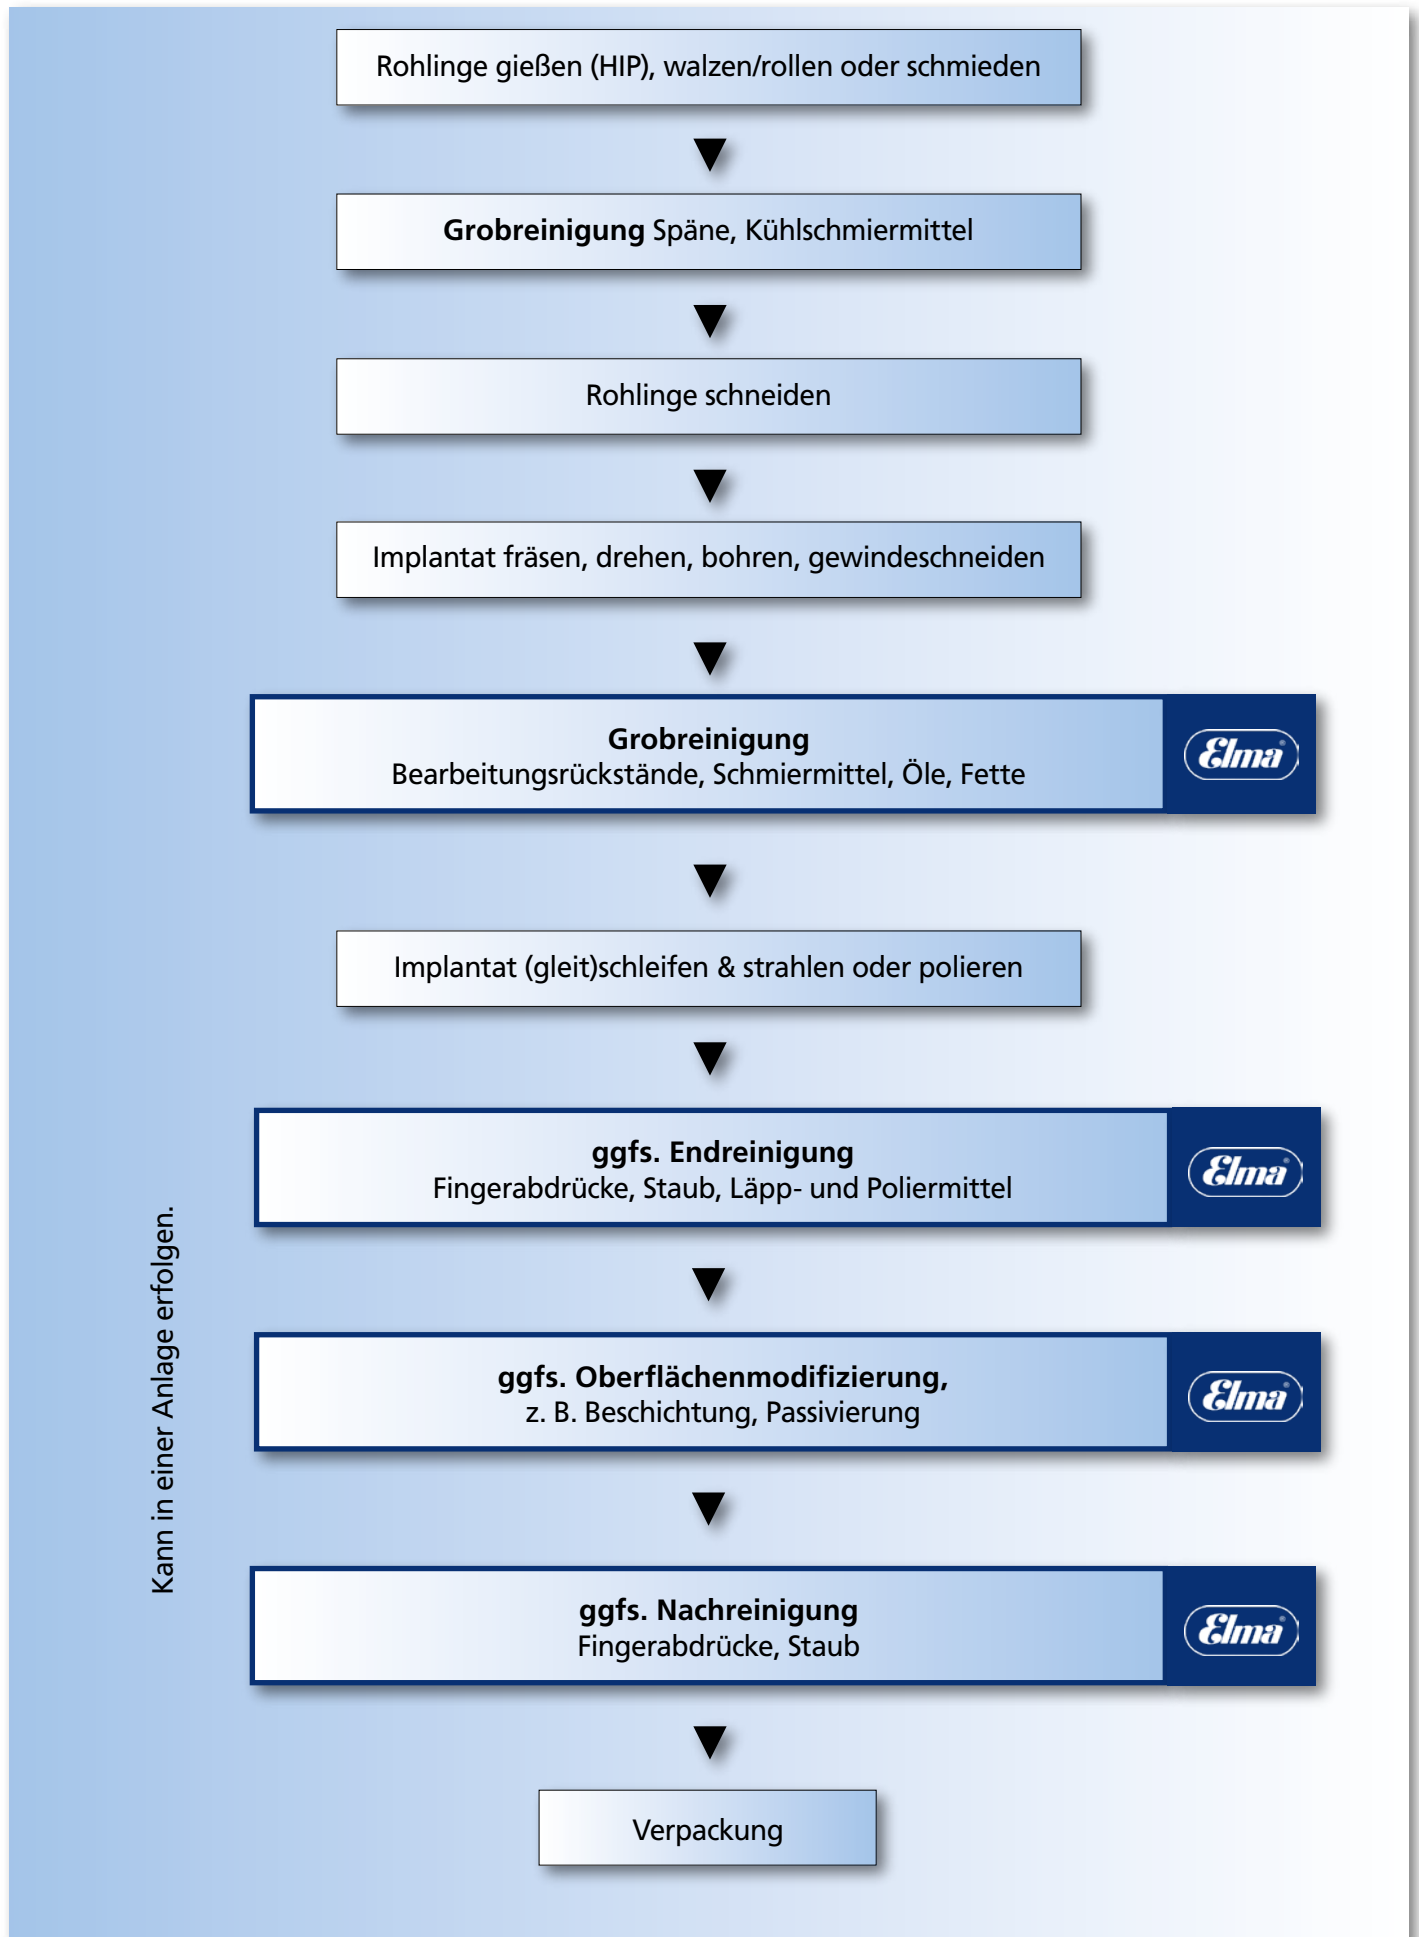 Rohlinge gießen (HIP), walzen/rollen oder schmieden
Grobreinigung Späne, Kühlschmiermittel
Rohlinge schneiden
Implantat fräsen, drehen, bohren, gewindeschneiden
Grobreinigung
Bearbeitungsrückstände, Schmiermittel, Öle, Fette
Elma®
Implantat (gleit)schleifen & strahlen oder polieren
ggfs. Endreinigung
Fingerabdrücke, Staub, Läpp- und Poliermittel
Elma®
ggfs. Oberflächenmodifizierung,
z. B. Beschichtung, Passivierung
Elma®
ggfs. Nachreinigung
Fingerabdrücke, Staub
Elma®
Verpackung
Kann in einer Anlage erfolgen.